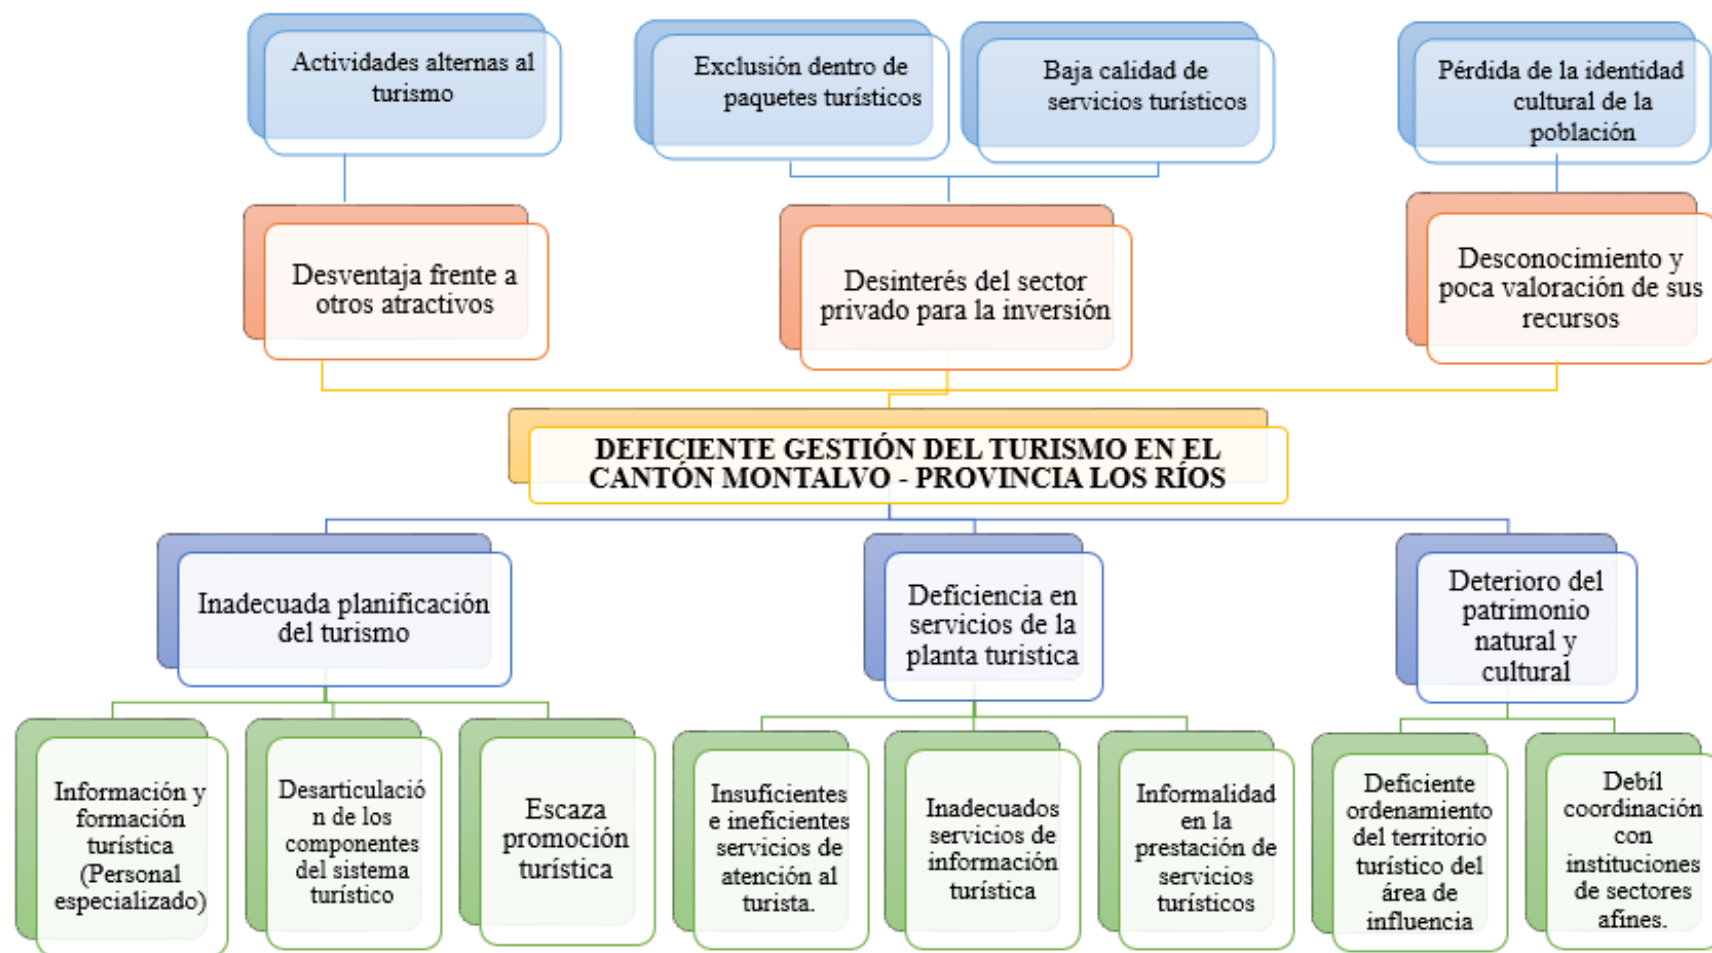 Actividades alternas al
turismo
Exclusión dentro de
paquetes turísticos
Baja calidad de
servicios turísticos
Pérdida de la identidad
cultural de la
población
Desventaja frente a
otros atractivos
Desinterés del sector
privado para la inversión
Desconocimiento y
poca valoración de sus
recursos
DEFICIENTE GESTIÓN DEL TURISMO EN EL
CANTÓN MONTALVO - PROVINCIA LOS RÍOS
Inadecuada planificación
del turismo
Deficiencia en
servicios de la
planta turistica
Deterioro del
patrimonio
natural y
cultural
Información y
formación
turística
(Personal
especializado)
Desarticulació
n de los
componentes
del sistema
turístico
Escaza
promoción
turística
Insuficientes
e ineficientes
servicios de
atención al
turista.
Inadecuados
servicios de
información
turística
Informalidad
en la
prestación de
servicios
turísticos
Deficiente
ordenamiento
del territorio
turístico del
área de
influencia
Debíl
coordinación
con
instituciones
de sectores
afines.